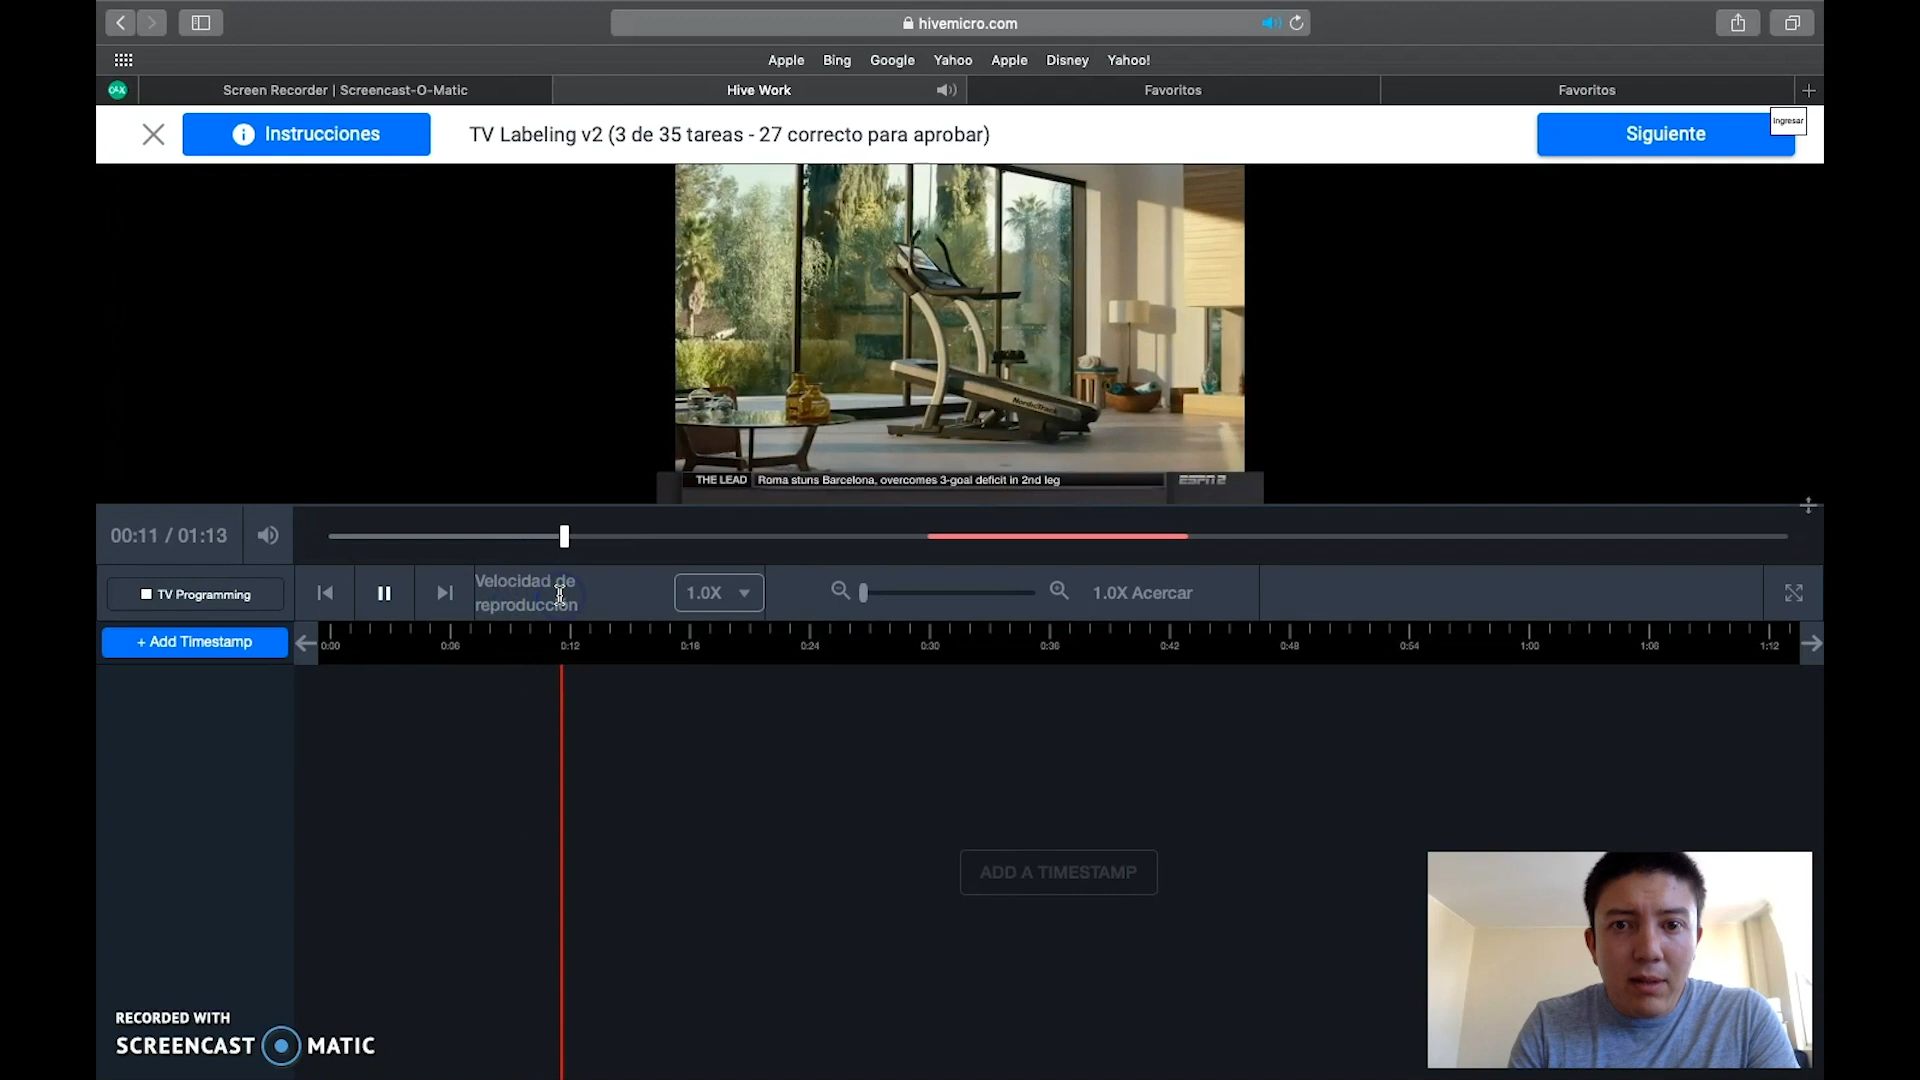 hivemicro.com
Apple Bing Google Yahoo Apple Disney Yahoo!
Screen Recorder | Screencast-O-Matic
Hive Work
Favoritos
Favoritos
Instrucciones
TV Labeling v2 (3 de 35 tareas - 27 correcto para aprobar)
Siguiente
Ingresar
NordicTrack
THE LEAD Roma stuns Barcelona, overcomes 3-goal deficit in 2nd leg ESPN2
00:11 / 01:13
TV Programming
Velocidad de
reproducción
1.0X
1.0X Acercar
+ Add Timestamp
0:00 0:06 0:12 0:18 0:24 0:30 0:36 0:42 0:48 0:54 1:00 1:06 1:12
ADD A TIMESTAMP
RECORDED WITH
SCREENCAST MATIC